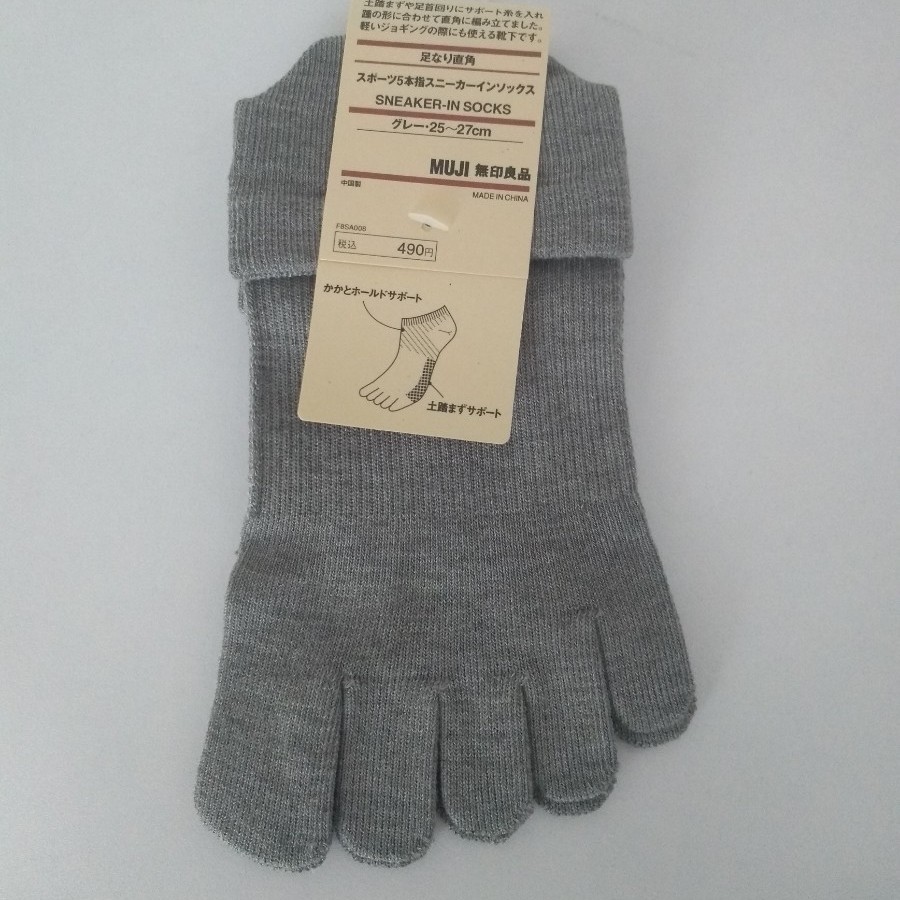 土踏まずや足首回りにサポート糸を入れ
踵の形に合わせて直角に編み立てました。
軽いジョギングの際にも使える靴下です。
足なり直角
スポーツ5本指スニーカーインソックス
SNEAKER-IN SOCKS
グレー・25～27cm
MUJI 無印良品
中国製
MADE IN CHINA
F8SA008
税込 490円
かかとホールドサポート
土踏まずサポート